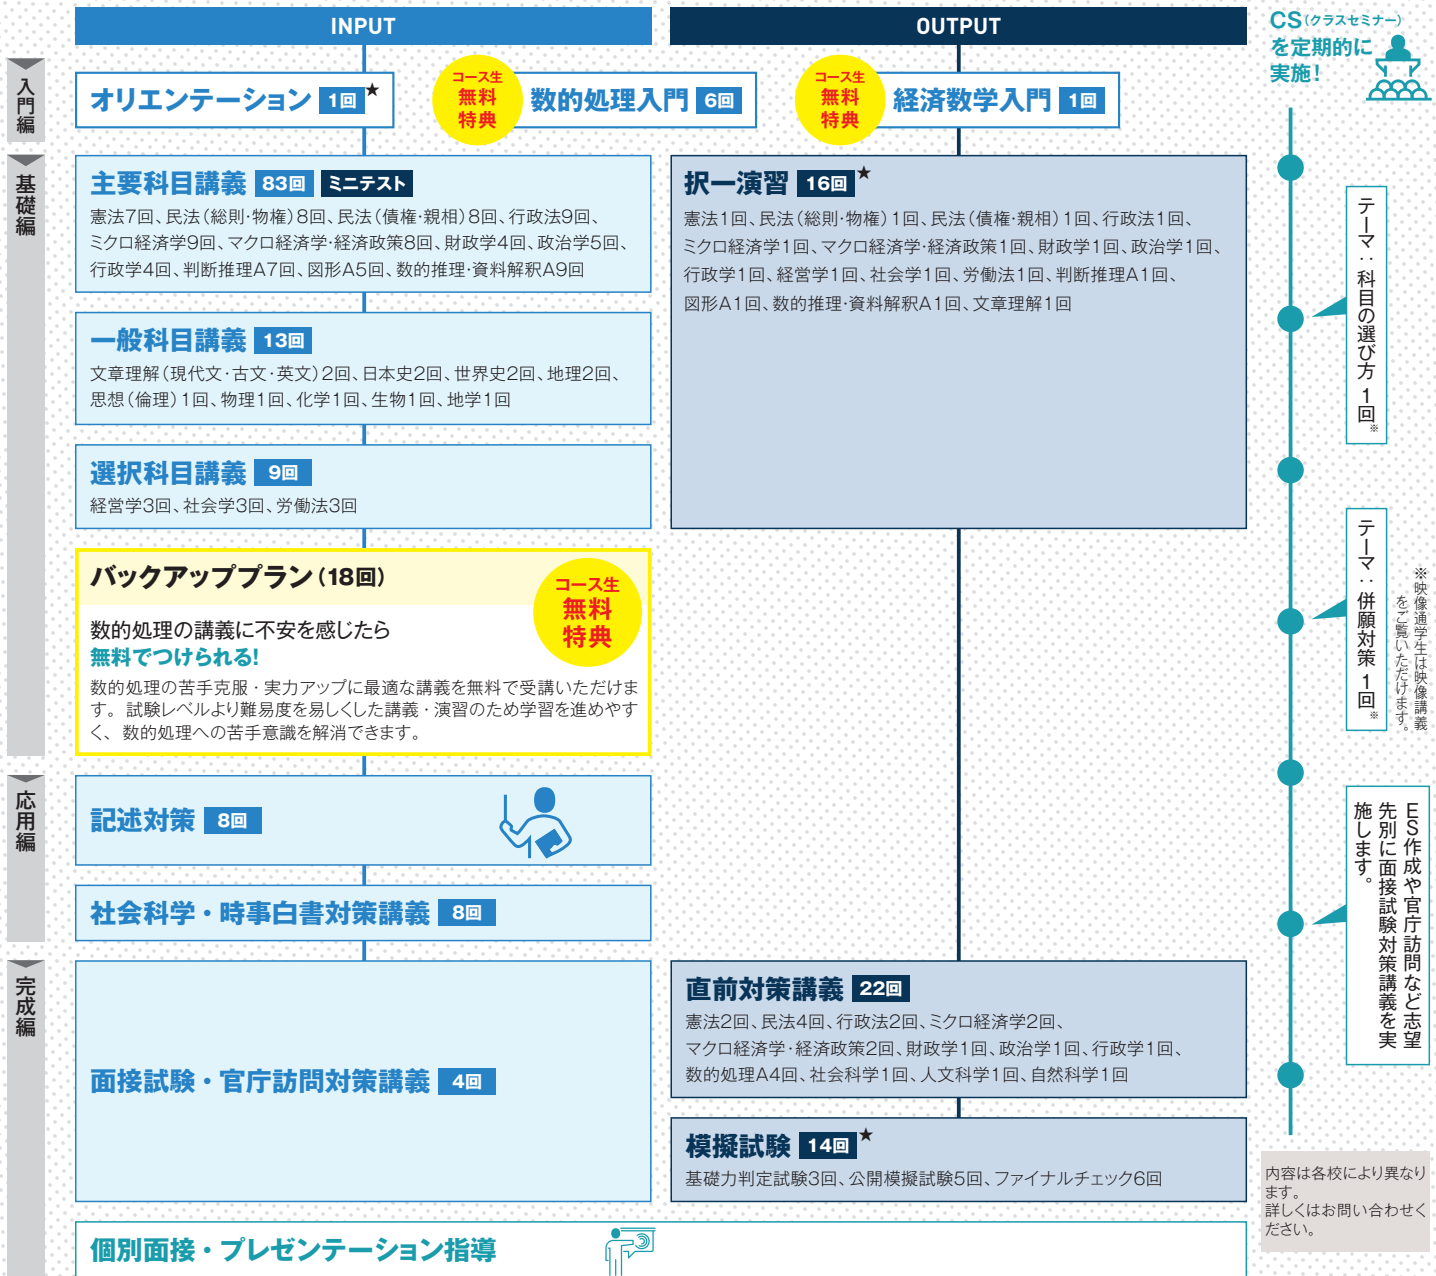 INPUT
OUTPUT
CS(クラスセミナー)
を定期的に
実施!
入門編
オリエンテーション 1回★
コース生
無料
特典
数的処理入門 6回
コース生
無料
特典
経済数学入門 1回
基礎編
主要科目講義 83回 ミニテスト
憲法7回、民法(総則・物権)8回、民法(債権・親相)8回、行政法9回、
ミクロ経済学9回、マクロ経済学・経済政策8回、財政学4回、政治学5回、
行政学4回、判断推理A7回、図形A5回、数的推理・資料解釈A9回
択一演習 16回★
憲法1回、民法(総則・物権)1回、民法(債権・親相)1回、行政法1回、
ミクロ経済学1回、マクロ経済学・経済政策1回、財政学1回、政治学1回、
行政学1回、経営学1回、社会学1回、労働法1回、判断推理A1回、
図形A1回、数的推理・資料解釈A1回、文章理解1回
一般科目講義 13回
文章理解(現代文・古文・英文)2回、日本史2回、世界史2回、地理2回、
思想(倫理)1回、物理1回、化学1回、生物1回、地学1回
選択科目講義 9回
経営学3回、社会学3回、労働法3回
バックアッププラン(18回)
コース生
無料
特典
数的処理の講義に不安を感じたら
無料でつけられる!
数的処理の苦手克服・実力アップに最適な講義を無料で受講いただけま
す。試験レベルより難易度を易しくした講義・演習のため学習を進めやす
く、数的処理への苦手意識を解消できます。
応用編
記述対策 8回
社会科学・時事白書対策講義 8回
完成編
面接試験・官庁訪問対策講義 4回
直前対策講義 22回
憲法2回、民法4回、行政法2回、ミクロ経済学2回、
マクロ経済学・経済政策2回、財政学1回、政治学1回、行政学1回、
数的処理A4回、社会科学1回、人文科学1回、自然科学1回
模擬試験 14回★
基礎力判定試験3回、公開模擬試験5回、ファイナルチェック6回
個別面接・プレゼンテーション指導
テーマ:科目の選び方 1回※
テーマ:併願対策 1回※
※映像通学生は映像講義
をご覧いただけます。
ES作成や官庁訪問など志望
先別に面接試験対策講義を実
施します。
内容は各校により異なり
ます。
詳しくはお問い合わせく
ださい。